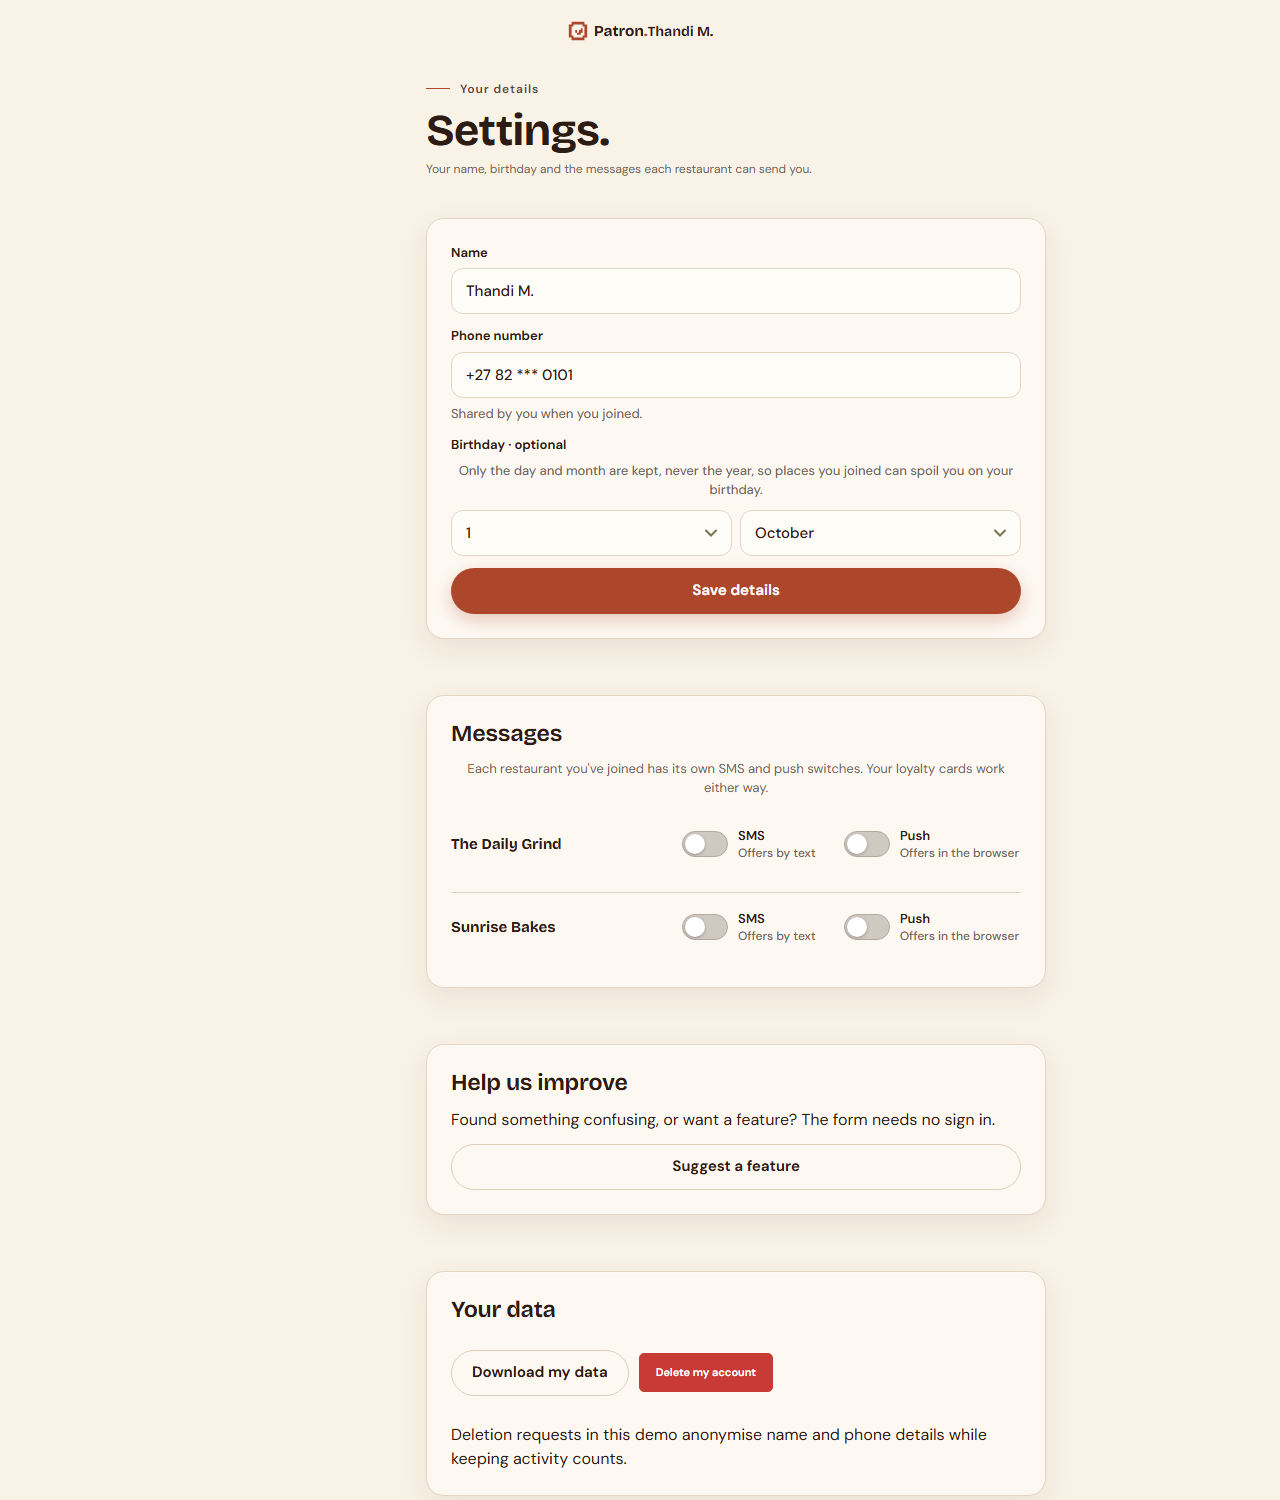 Patron.Thandi M.
Your details
Settings.
Your name, birthday and the messages each restaurant can send you.
Name
Thandi M.
Phone number
+27 82 *** 0101
Shared by you when you joined.
Birthday · optional
Only the day and month are kept, never the year, so places you joined can spoil you on your
birthday.
1 October
Save details
Messages
Each restaurant you've joined has its own SMS and push switches. Your loyalty cards work
either way.
The Daily Grind
SMS
Offers by text
Push
Offers in the browser
Sunrise Bakes
SMS
Offers by text
Push
Offers in the browser
Help us improve
Found something confusing, or want a feature? The form needs no sign in.
Suggest a feature
Your data
Download my data
Delete my account
Deletion requests in this demo anonymise name and phone details while
keeping activity counts.